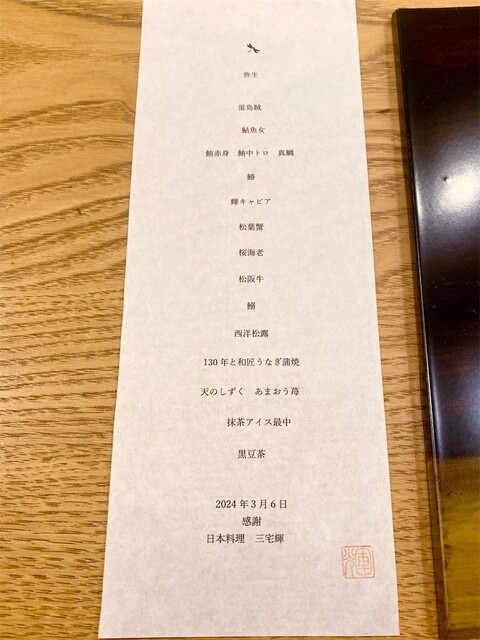 弥生
蛍烏賊
鮎魚女
鮪赤身 鮪中トロ 真鯛
鰆
輝キャビア
松葉蟹
桜海老
松阪牛
鰯
西洋松露
130年と和匠うなぎ蒲焼
天のしずく あまおう苺
抹茶アイス最中
黒豆茶
2024年3月6日
感謝
日本料理 三宅輝
輝